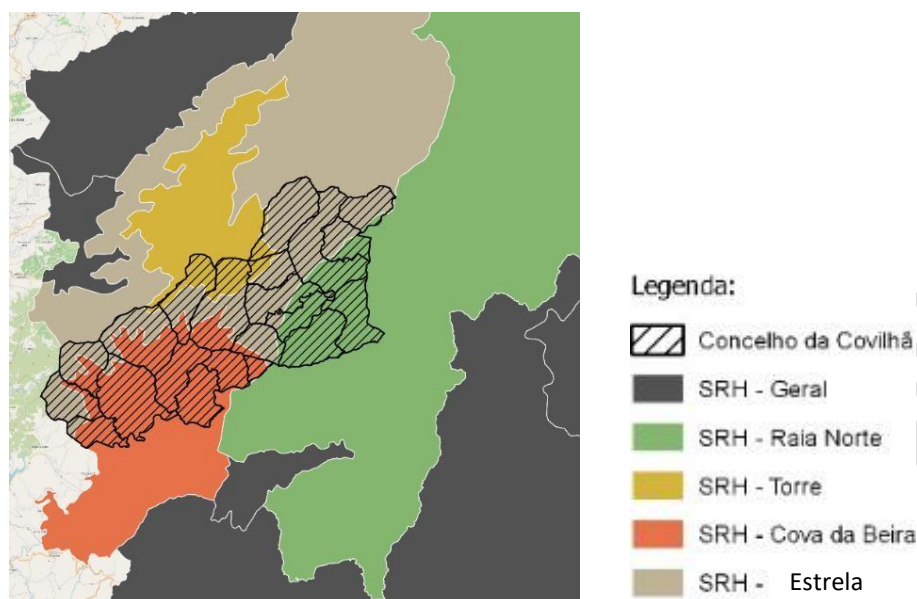 Legenda:
Concelho da Covilhã
SRH - Geral
SRH - Raia Norte
SRH - Torre
SRH - Cova da Beira
SRH - Estrela